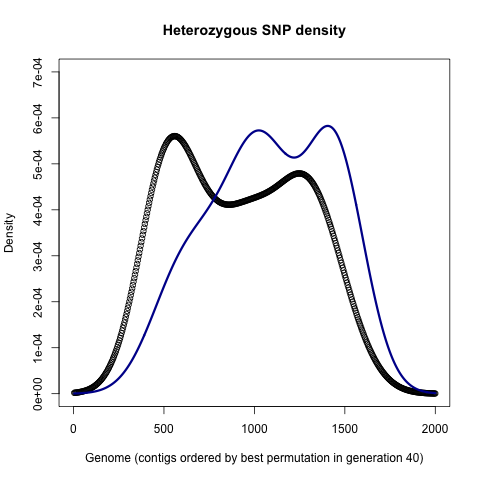 Heterozygous SNP density
7e-04
6e-04
5e-04
4e-04
3e-04
2e-04
1e-04
0e+00
Density
0 500 1000 1500 2000
Genome (contigs ordered by best permutation in generation 40)